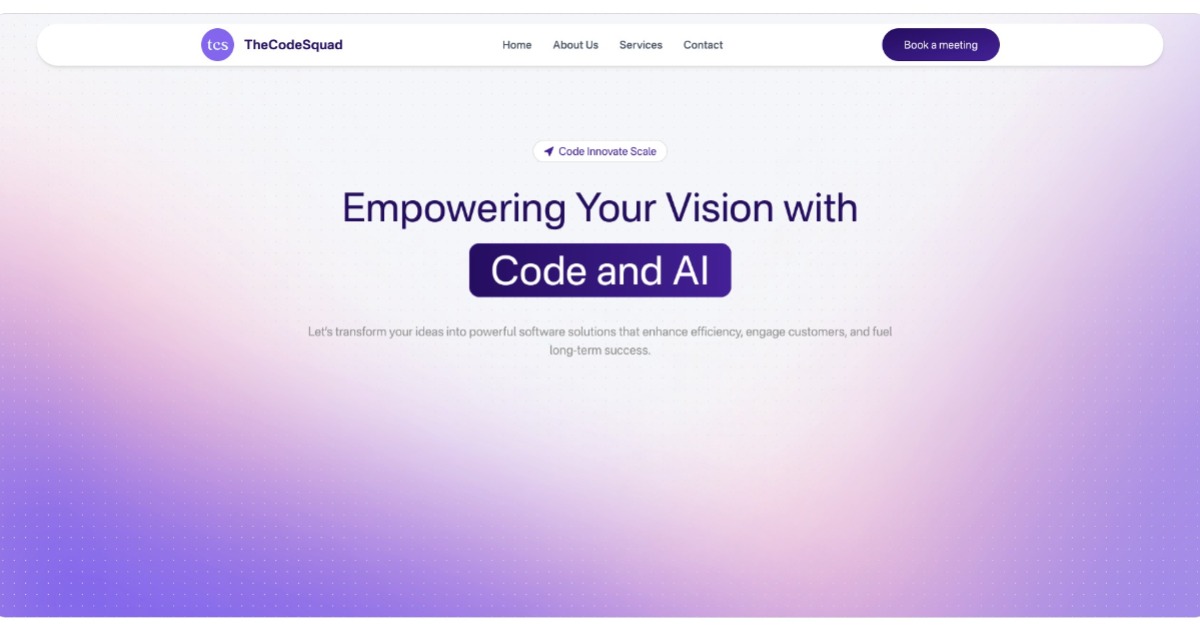 tcs TheCodeSquad Home About Us Services Contact Book a meeting
Code Innovate Scale
Empowering Your Vision with
Code and AI
Let's transform your ideas into powerful software solutions that enhance efficiency, engage customers, and fuel
long-term success.